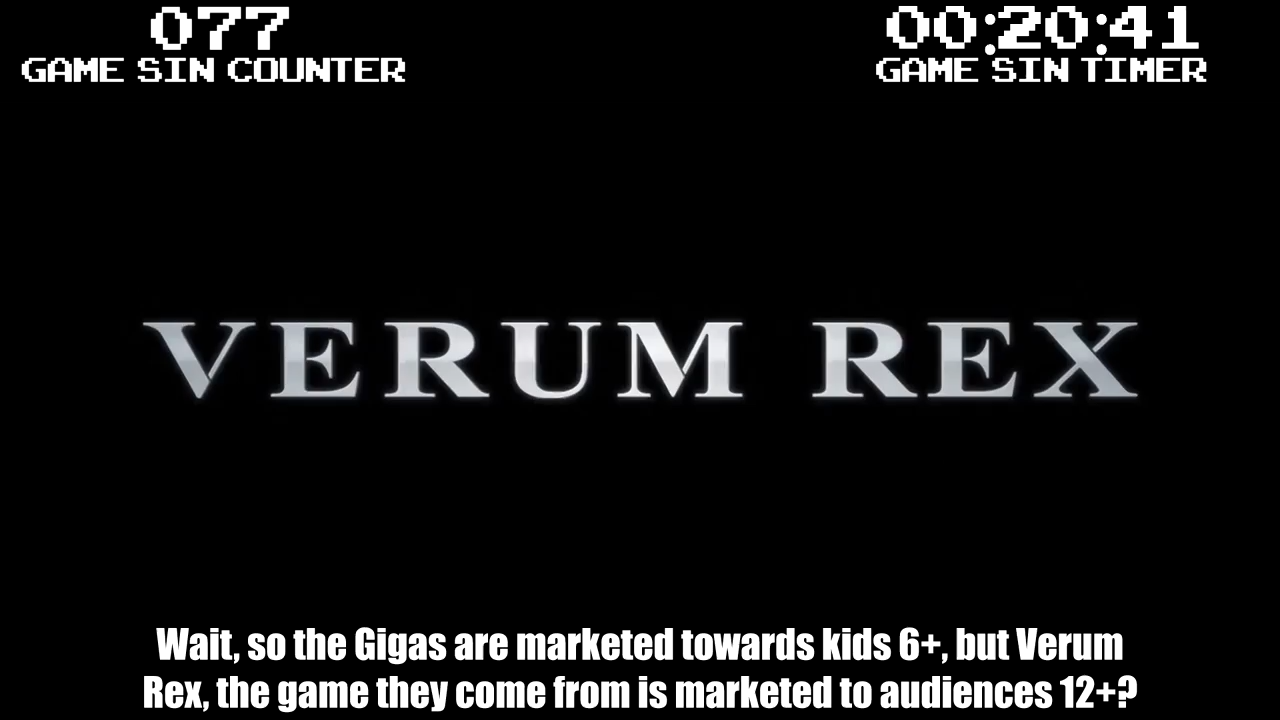 077
GAME SIN COUNTER
00:20:41
GAME SIN TIMER
VERUM REX
Wait, so the Gigas are marketed towards kids 6+, but Verum
Rex, the game they come from is marketed to audiences 12+?